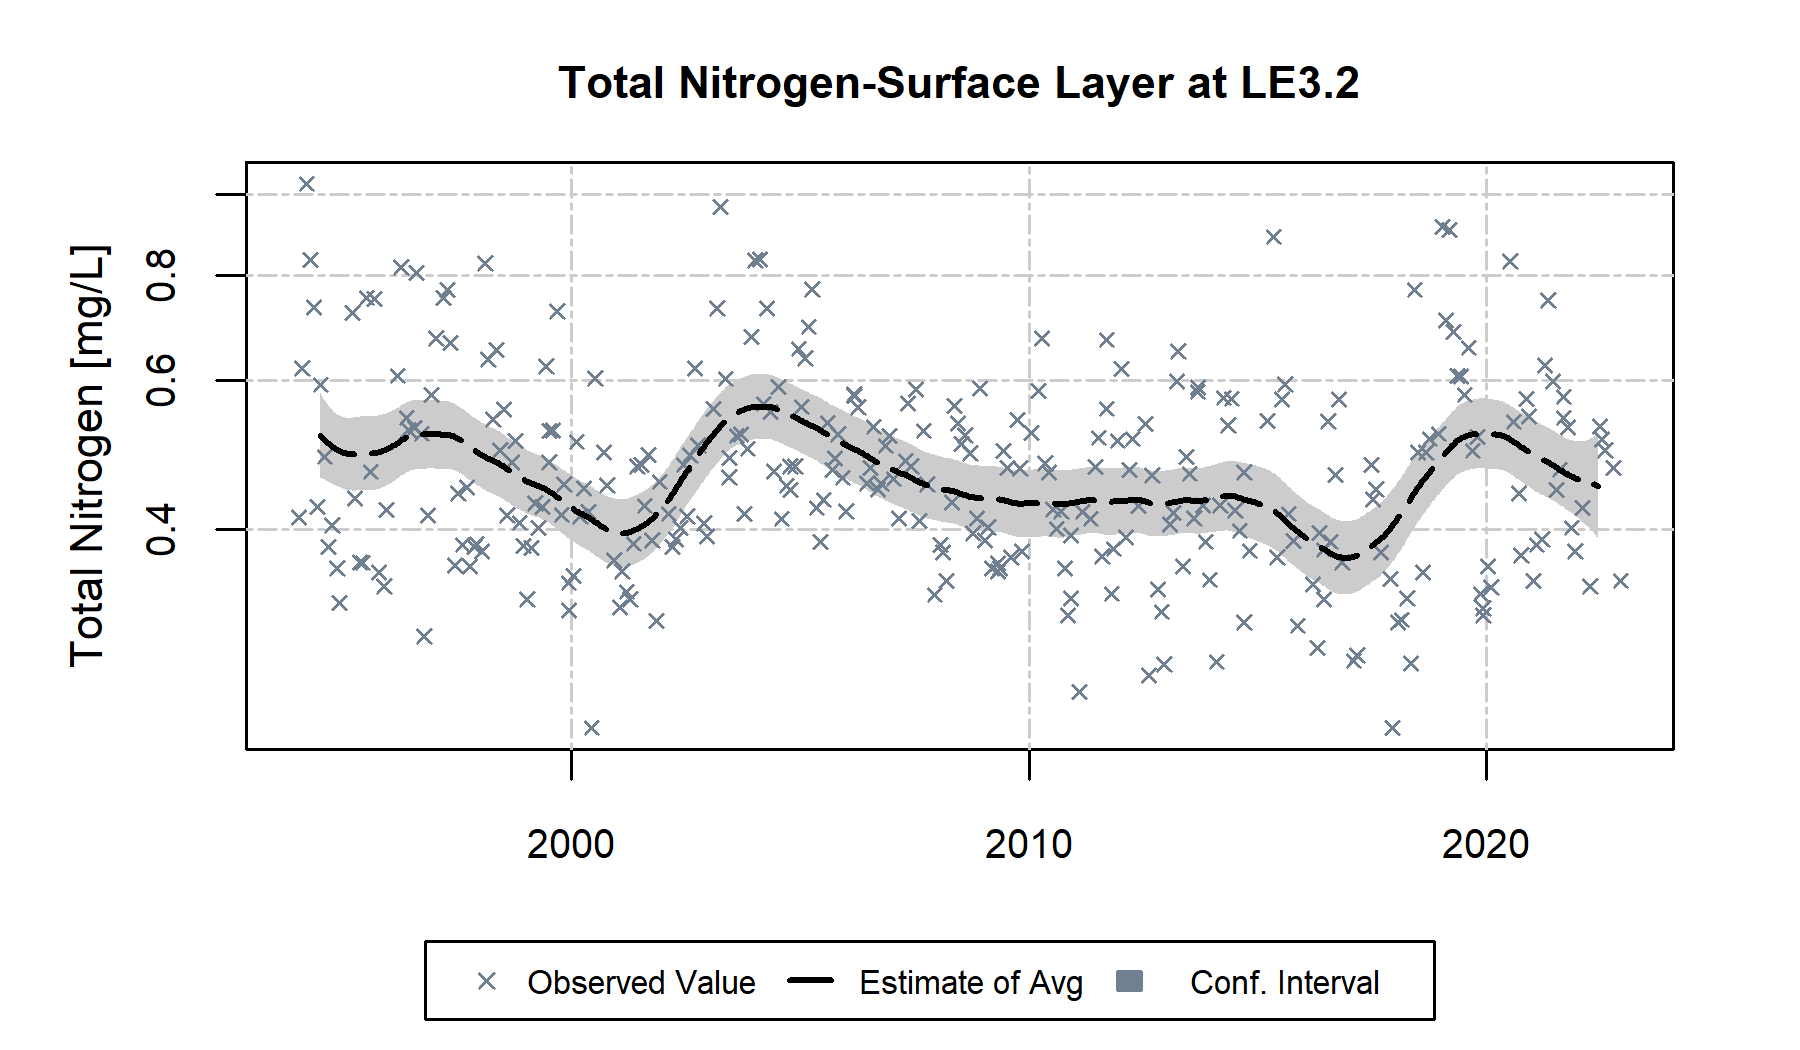 Total Nitrogen-Surface Layer at LE3.2
Total Nitrogen [mg/L]
0.8
0.6
0.4
2000 2010 2020
Observed Value Estimate of Avg Conf. Interval